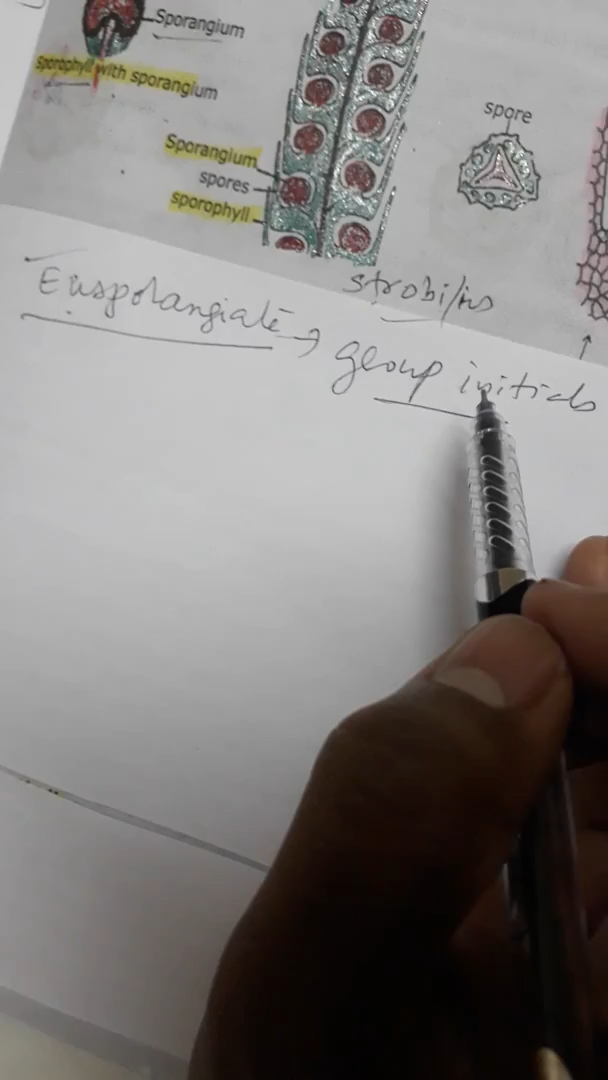 Sporangium
sporophyll with sporangium
spore
Sporangium
spores
sporophyll
strobilus
Eusporangiate → group initials